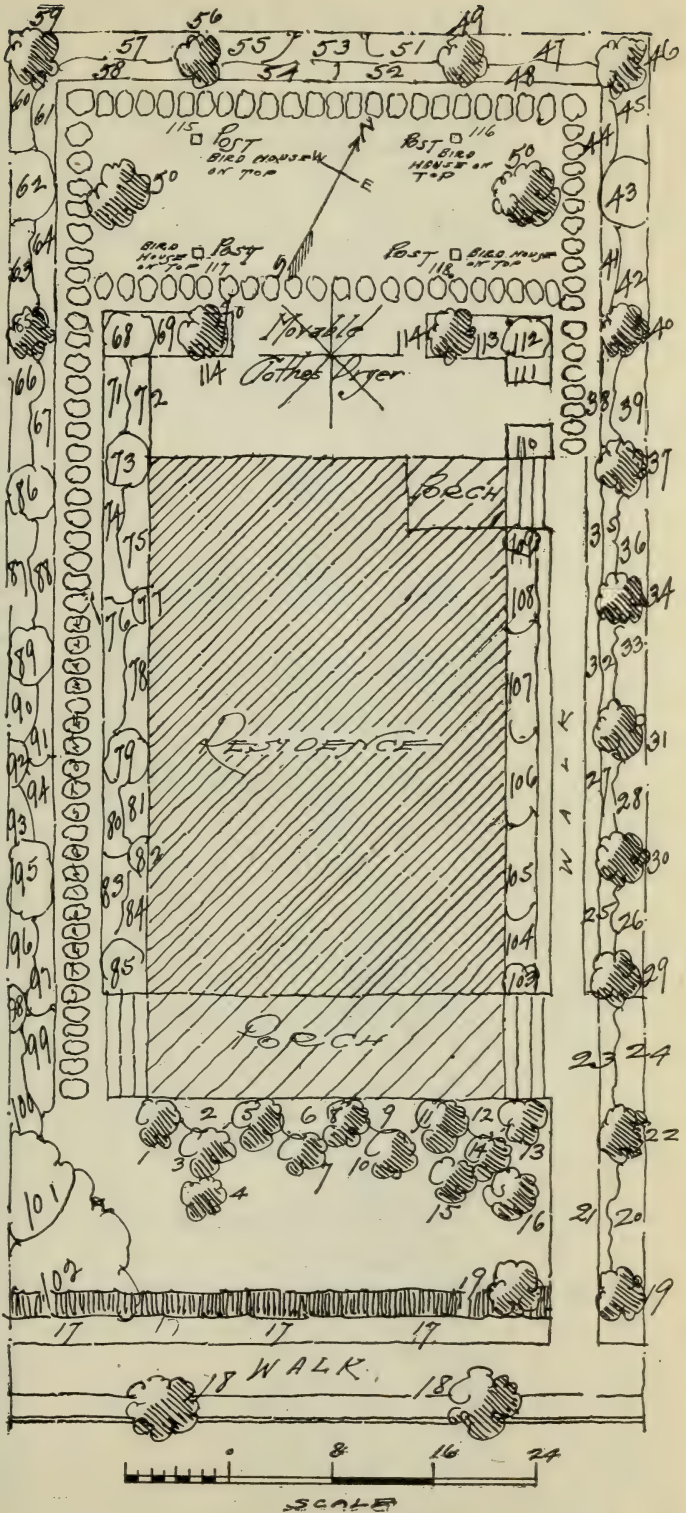 59 56 49
57 55 53 51 47 46
58 54 52 48
60 61 45
115 POST 116 POST
BIRD HOUSE ON TOP
BIRD HOUSE ON TOP
N
W
E
S
44
62 50 50 43
64
63
BIRD HOUSE ON TOP POST 117
POST 118 BIRD HOUSE ON TOP
41 42
65 68 69 70 Movable 114 113 112 40
114 Clothes Dryer 111
66 71 72 38 39
67
110
73 PORCH 37
86
74 75 35 36
87 88 109
108 34
76 77
78 32 33
89 107
90 WALK
91 RESIDENCE 31
92 79 106 27
94 80 81 28
93
82 30
95 83 105
84 25 26
96 104
97 85 103 29
98
99 PORCH 23 24
100
2 5 6 8 9 11 12 13 22
1 3 7 10 14
4 15 16
101 21 20
102 19 19
17 17 17 17
WALK
18 18
0 8 16 24
SCALE